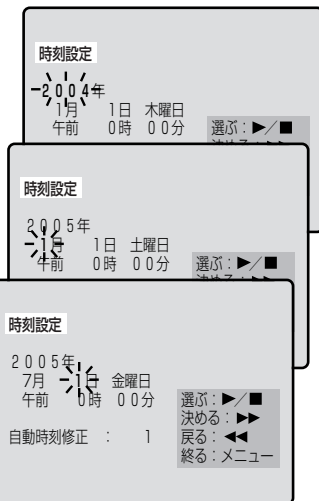 時刻設定
2004年
1月 1日 木曜日
午前 0時 00分
選ぶ：▶／■
時刻設定
2005年
1月 1日 土曜日
午前 0時 00分
選ぶ：▶／■
時刻設定
2005年
7月 1日 金曜日
午前 0時 00分
自動時刻修正 ： 1
選ぶ：▶／■
決める：▶▶
戻る：◀◀
終る：メニュー